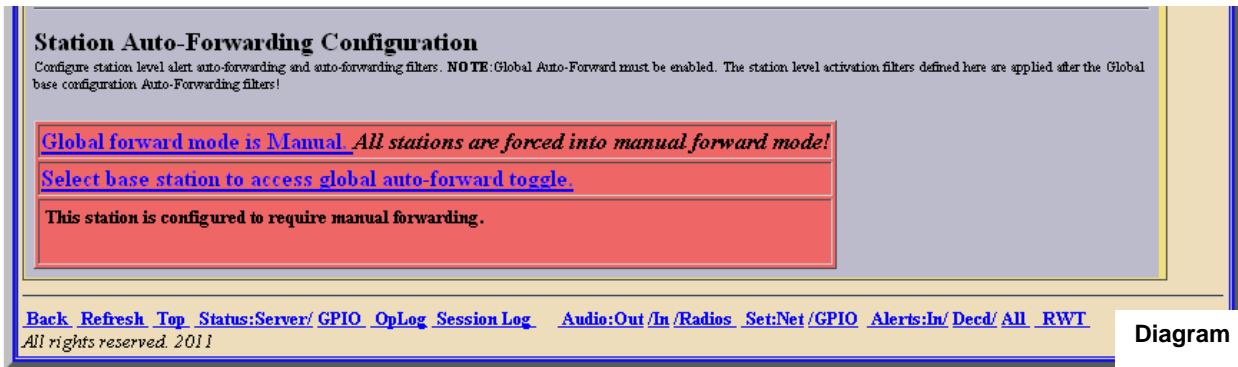 Station Auto-Forwarding Configuration
Configure station level alert auto-forwarding and auto-forwarding filters. NOTE:Global Auto-Forward must be enabled. The station level activation filters defined here are applied after the Global
base configuration Auto-Forwarding filters!
Global forward mode is Manual. All stations are forced into manual forward mode!
Select base station to access global auto-forward toggle.
This station is configured to require manual forwarding.
Back Refresh Top Status:Server/ GPIO OpLog Session Log Audio:Out /In /Radios Set:Net /GPIO Alerts:In/ Decd/ All RWT
All rights reserved. 2011
Diagram